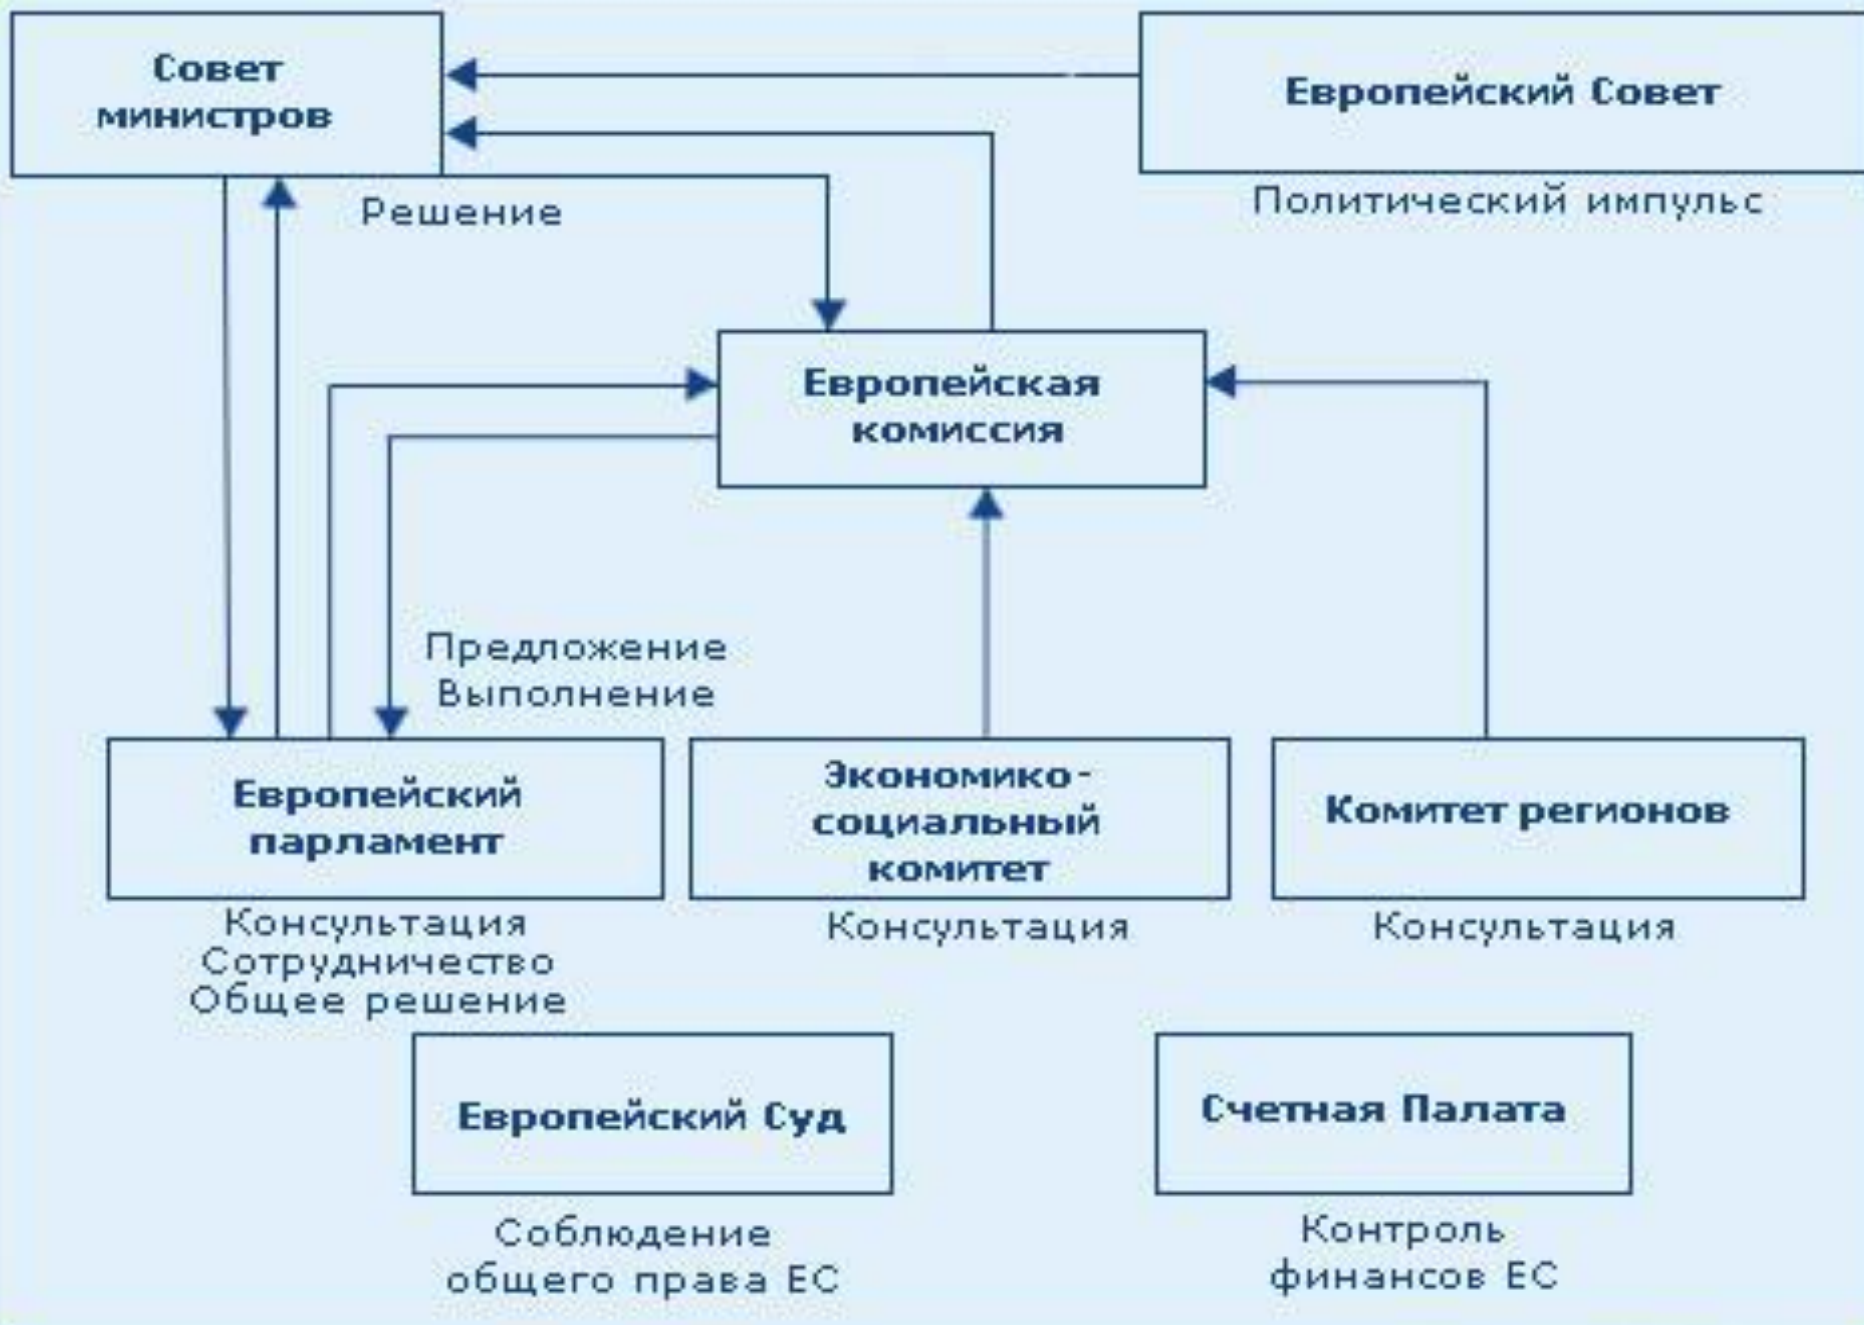 Совет
министров
Европейский Совет
Политический импульс
Решение
Европейская
комиссия
Предложение
Выполнение
Европейский
парламент
Консультация
Сотрудничество
Общее решение
Экономико-
социальный
комитет
Консультация
Комитет регионов
Консультация
Европейский Суд
Соблюдение
общего права ЕС
Счетная Палата
Контроль
финансов ЕС